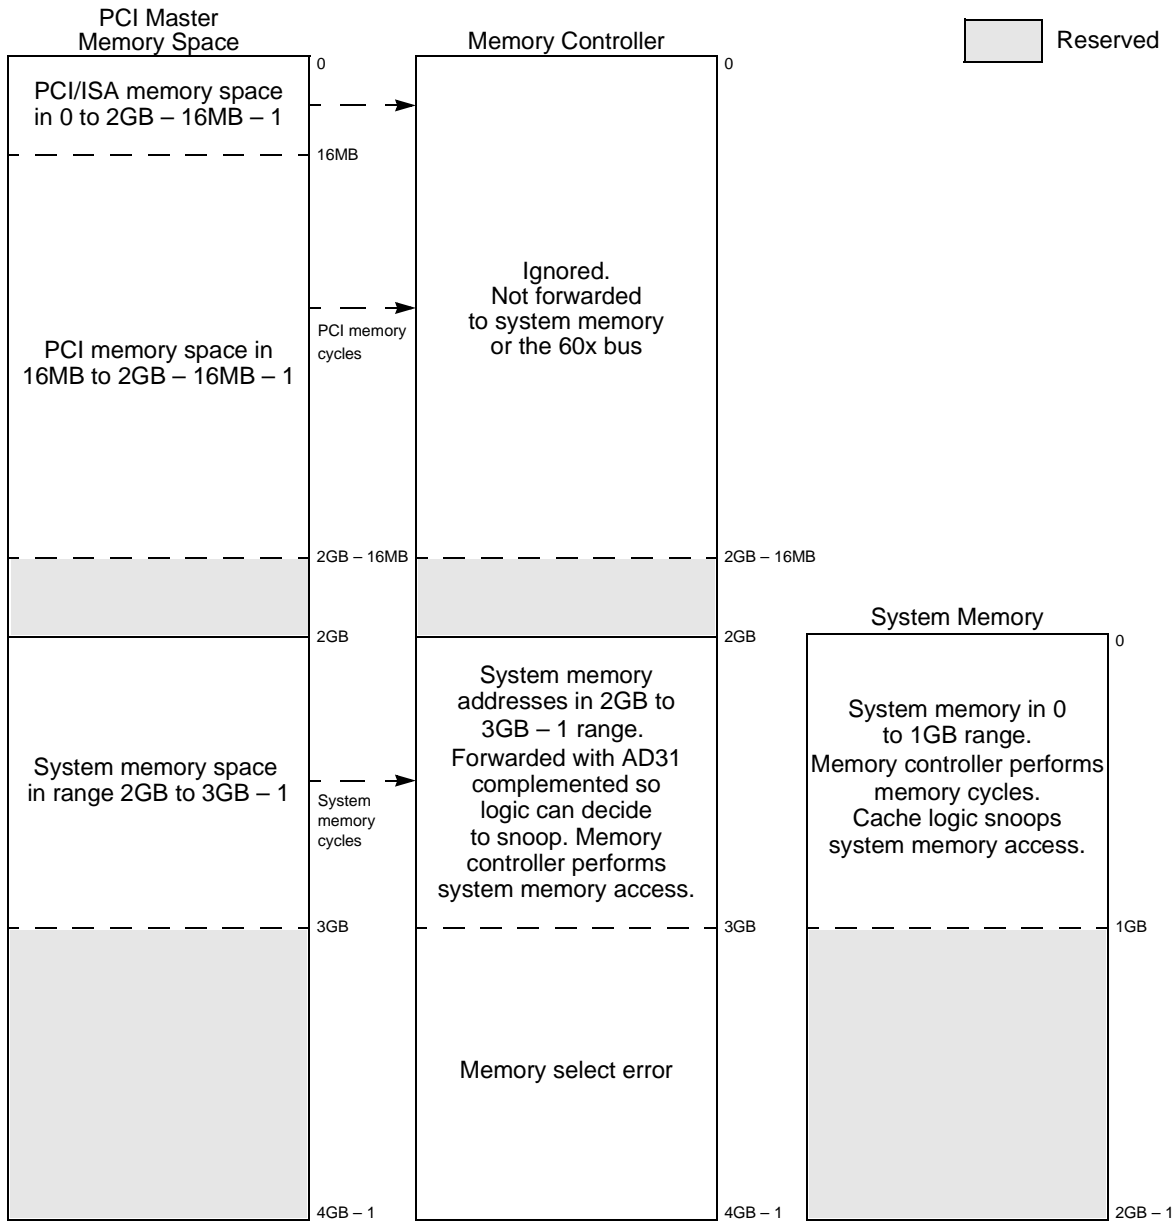 PCI Master
Memory Space
Memory Controller
Reserved
0
PCI/ISA memory space
in 0 to 2GB – 16MB – 1
16MB
PCI memory space in
16MB to 2GB – 16MB – 1
2GB – 16MB
2GB
System memory space
in range 2GB to 3GB – 1
3GB
4GB – 1
PCI memory
cycles
System
memory
cycles
0
Ignored.
Not forwarded
to system memory
or the 60x bus
2GB – 16MB
2GB
System memory
addresses in 2GB to
3GB – 1 range.
Forwarded with AD31
complemented so
logic can decide
to snoop. Memory
controller performs
system memory access.
3GB
Memory select error
4GB – 1
System Memory
0
System memory in 0
to 1GB range.
Memory controller performs
memory cycles.
Cache logic snoops
system memory access.
1GB
2GB – 1